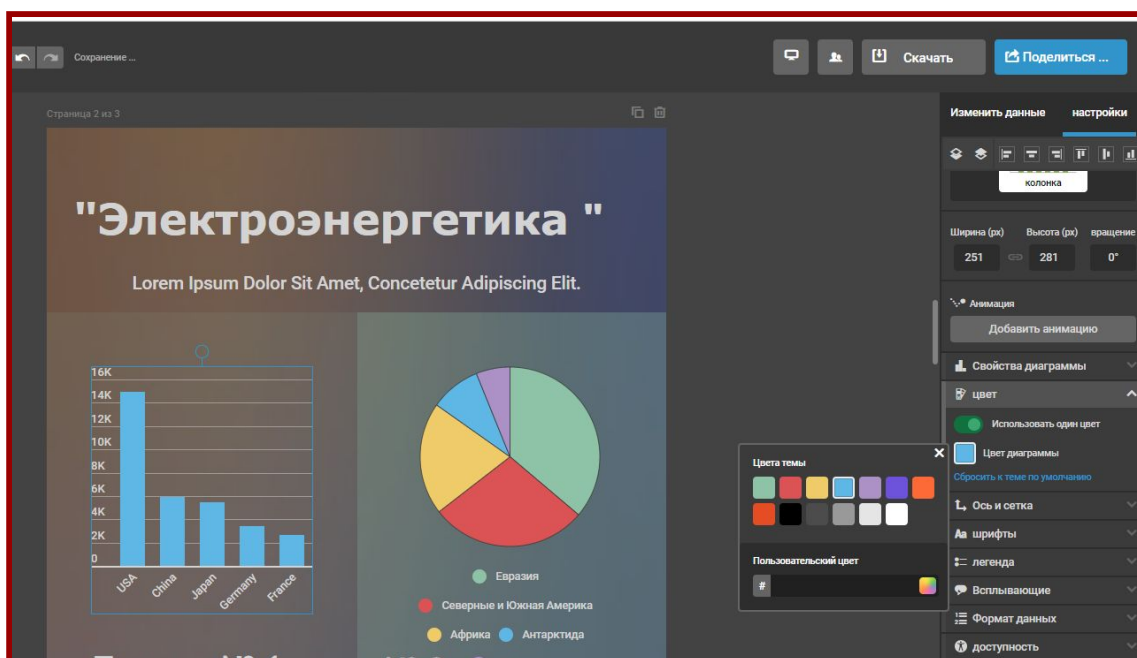 Сохранение ...
Скачать
Поделиться ...
Страница 2 из 3
Изменить данные настройки
колонка
"Электроэнергетика "
Lorem Ipsum Dolor Sit Amet, Concetetur Adipiscing Elit.
Ширина (px) Высота (px) вращение
251 281 0°
Анимация
Добавить анимацию
Свойства диаграммы
цвет
Использовать один цвет
Цвет диаграммы
Сбросить к теме по умолчанию
Ось и сетка
Aa шрифты
легенда
Всплывающие
Формат данных
доступность
Цвета темы
Пользовательский цвет
#
16K
14K
12K
10K
8K
6K
4K
2K
0
USA China Japan Germany France
Евразия
Северные и Южная Америка
Африка Антарктида